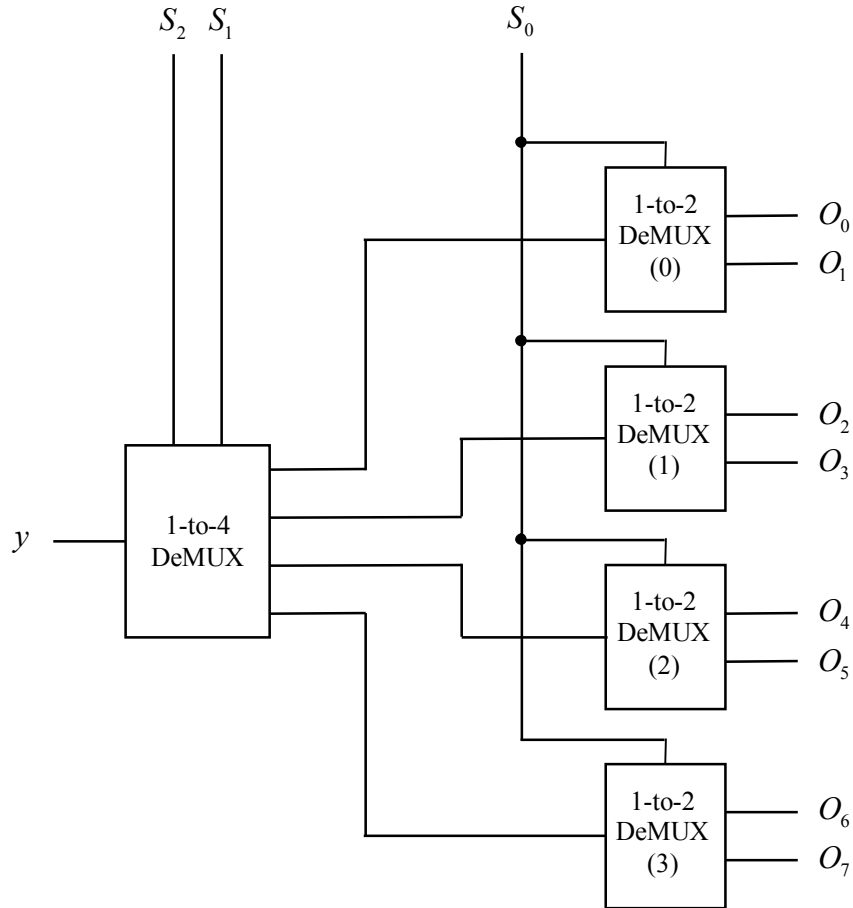 S₂ S₁ S₀
1-to-2
DeMUX
(0)
O₀
O₁
1-to-2
DeMUX
(1)
O₂
O₃
y
1-to-4
DeMUX
1-to-2
DeMUX
(2)
O₄
O₅
1-to-2
DeMUX
(3)
O₆
O₇